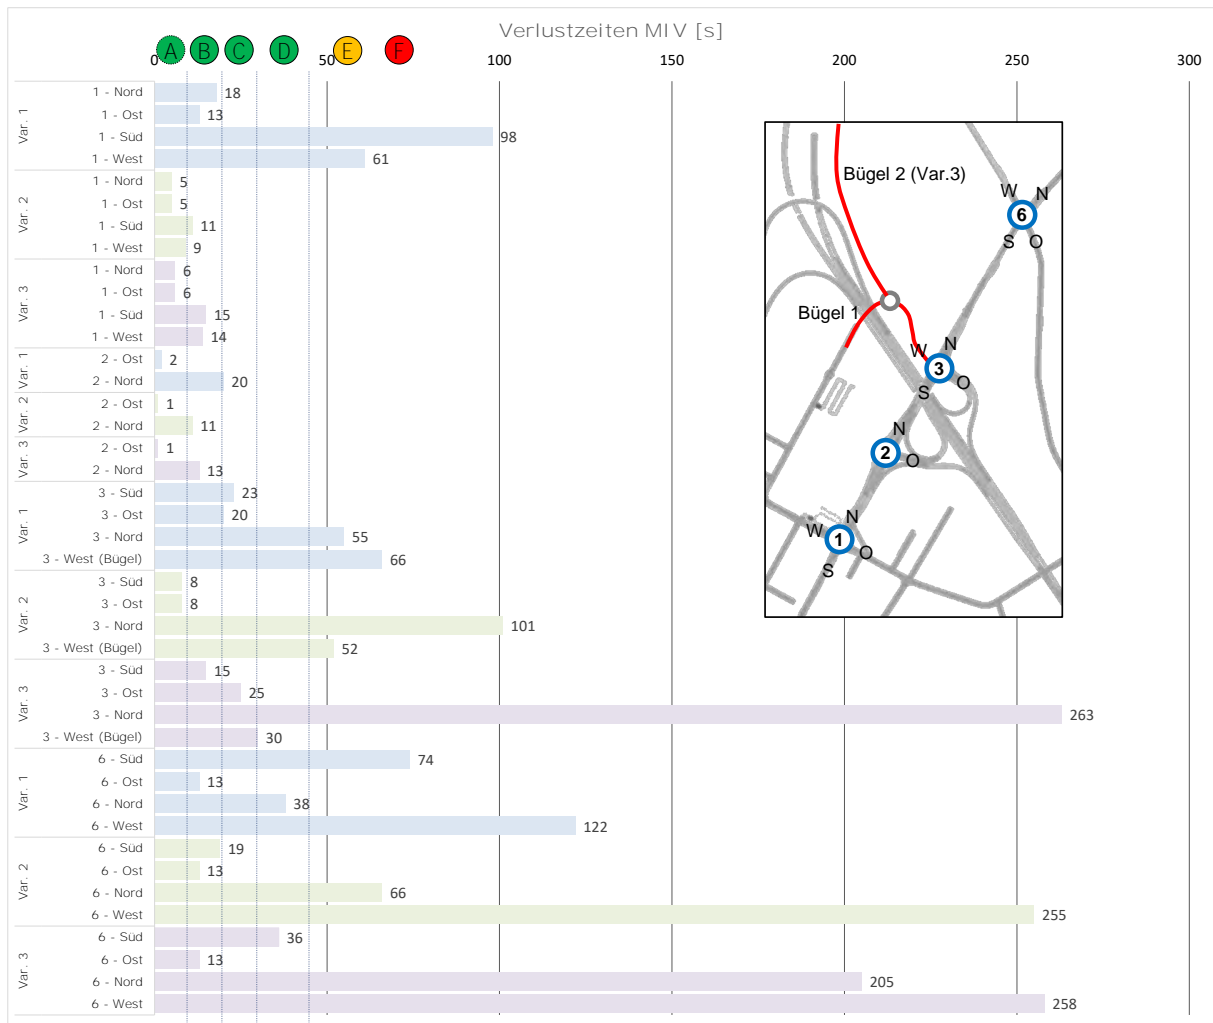 Verlustzeiten MIV [s]
A B C D E F
0 50 100 150 200 250 300
Var. 1
1 - Nord 18
1 - Ost 13
1 - Süd 98
1 - West 61
Var. 2
1 - Nord 5
1 - Ost 5
1 - Süd 11
1 - West 9
Var. 3
1 - Nord 6
1 - Ost 6
1 - Süd 15
1 - West 14
Var. 1
2 - Ost 2
2 - Nord 20
Var. 2
2 - Ost 1
2 - Nord 11
Var. 3
2 - Ost 1
2 - Nord 13
Var. 1
3 - Süd 23
3 - Ost 20
3 - Nord 55
3 - West (Bügel) 66
Var. 2
3 - Süd 8
3 - Ost 8
3 - Nord 101
3 - West (Bügel) 52
Var. 3
3 - Süd 15
3 - Ost 25
3 - Nord 263
3 - West (Bügel) 30
Var. 1
6 - Süd 74
6 - Ost 13
6 - Nord 38
6 - West 122
Var. 2
6 - Süd 19
6 - Ost 13
6 - Nord 66
6 - West 255
Var. 3
6 - Süd 36
6 - Ost 13
6 - Nord 205
6 - West 258
Bügel 2 (Var.3)
W N
6
S O
Bügel 1
W N
3
S O
N
2
O
W N
1
S O